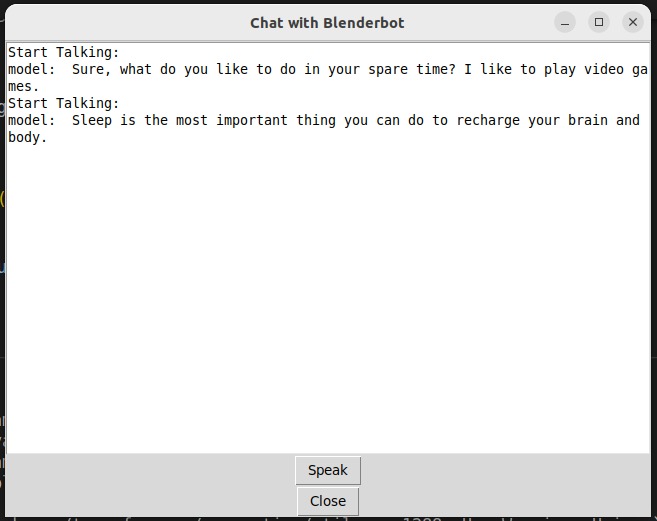 Chat with Blenderbot
Start Talking:
model:  Sure, what do you like to do in your spare time? I like to play video ga
mes.
Start Talking:
model:  Sleep is the most important thing you can do to recharge your brain and
body.
Speak
Close